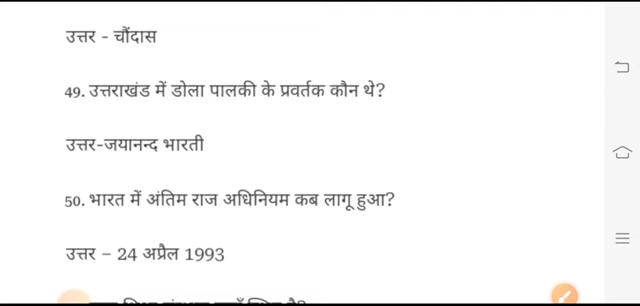 उत्तर - चौंदास
49. उत्तराखंड में डोला पालकी के प्रवर्तक कौन थे?
उत्तर-जयानन्द भारती
50. भारत में अंतिम राज अधिनियम कब लागू हुआ?
उत्तर – 24 अप्रैल 1993